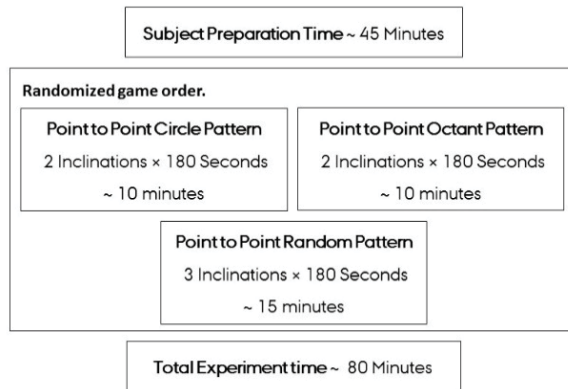 Subject Preparation Time ~ 45 Minutes
Randomized game order.
Point to Point Circle Pattern
2 Inclinations × 180 Seconds
~ 10 minutes
Point to Point Octant Pattern
2 Inclinations × 180 Seconds
~ 10 minutes
Point to Point Random Pattern
3 Inclinations × 180 Seconds
~ 15 minutes
Total Experiment time ~ 80 Minutes